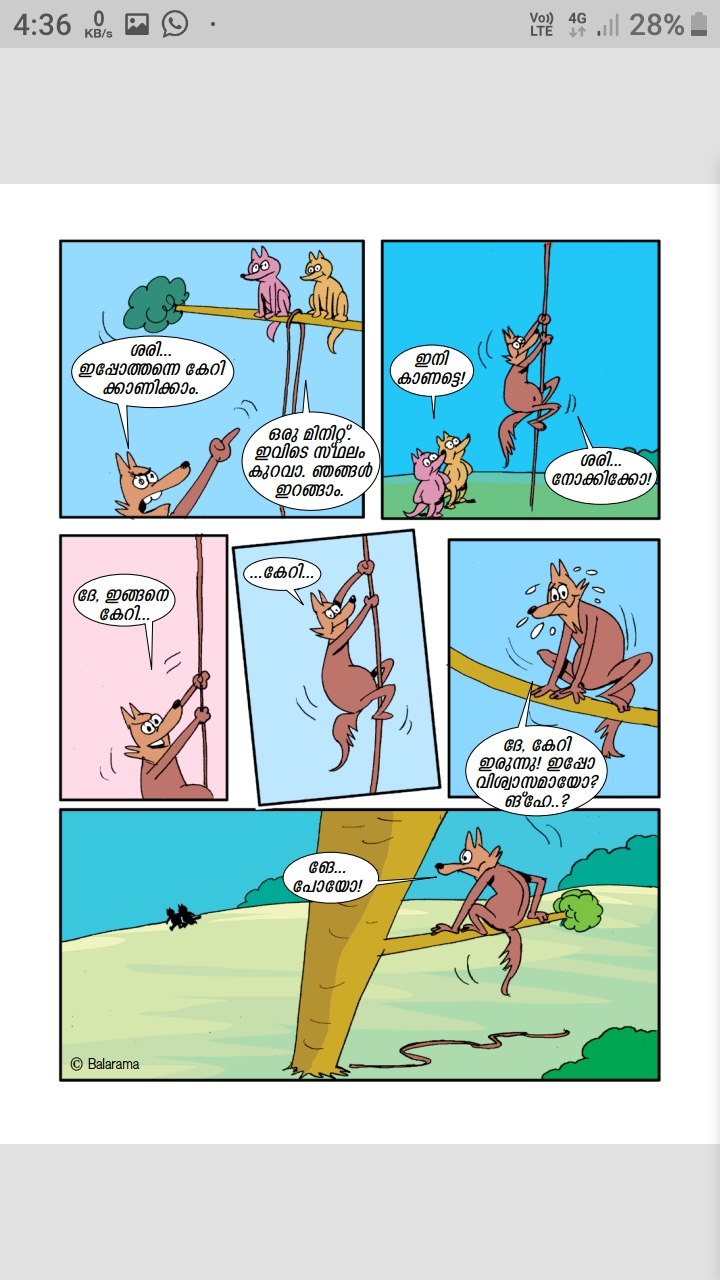 4:36
0
KB/s
Vo))
LTE
4G
28%
ശരി...
ഇപ്പോത്തന്നെ കേറി
ക്കാണിക്കാം.
ഒരു മിനിറ്റ്.
ഇവിടെ സ്ഥലം
കുറവാ. ഞങ്ങൾ
ഇറങ്ങാം.
ഇനി
കാണട്ടെ!
ശരി...
നോക്കിക്കോ!
ദേ, ഇങ്ങനെ
കേറി...
...കേറി...
ദേ, കേറി
ഇരുന്നു! ഇപ്പോ
വിശ്വാസമായോ?
ങ്ഹേ..?
ങേ...
പോയോ!
© Balarama